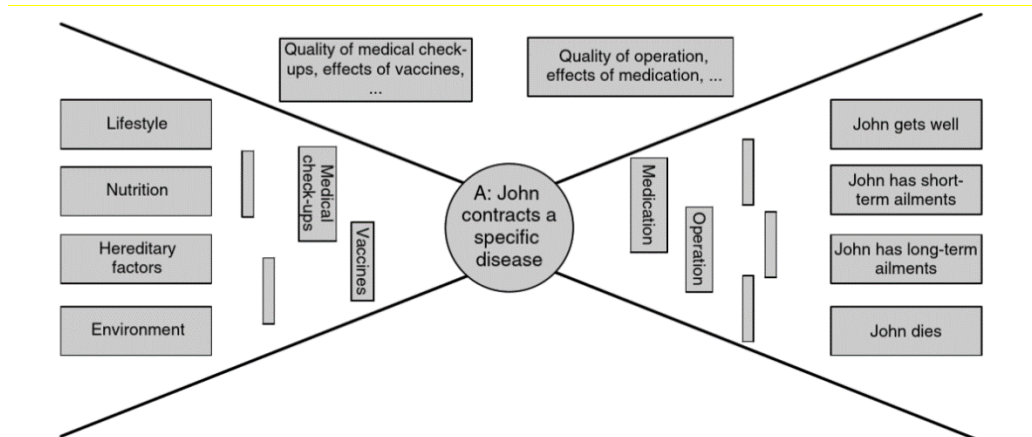 Quality of medical check-
ups, effects of vaccines,
...
Quality of operation,
effects of medication, ...
Lifestyle
Nutrition
Hereditary
factors
Environment
Medical
check-ups
Vaccines
A: John
contracts a
specific
disease
Medication
Operation
John gets well
John has short-
term ailments
John has long-term
ailments
John dies